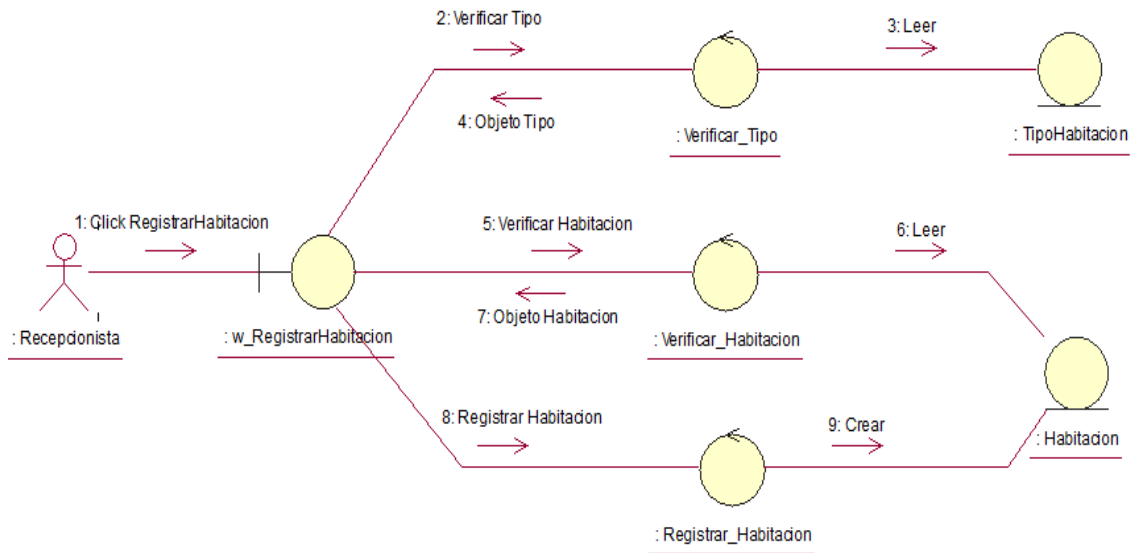 2: Verificar Tipo
3: Leer
4: Objeto Tipo
: Verificar_Tipo
: TipoHabitacion
1: Click RegistrarHabitacion
5: Verificar Habitacion
6: Leer
7: Objeto Habitacion
: Recepcionista
: w_RegistrarHabitacion
: Verificar_Habitacion
8: Registrar Habitacion
9: Crear
: Habitacion
: Registrar_Habitacion